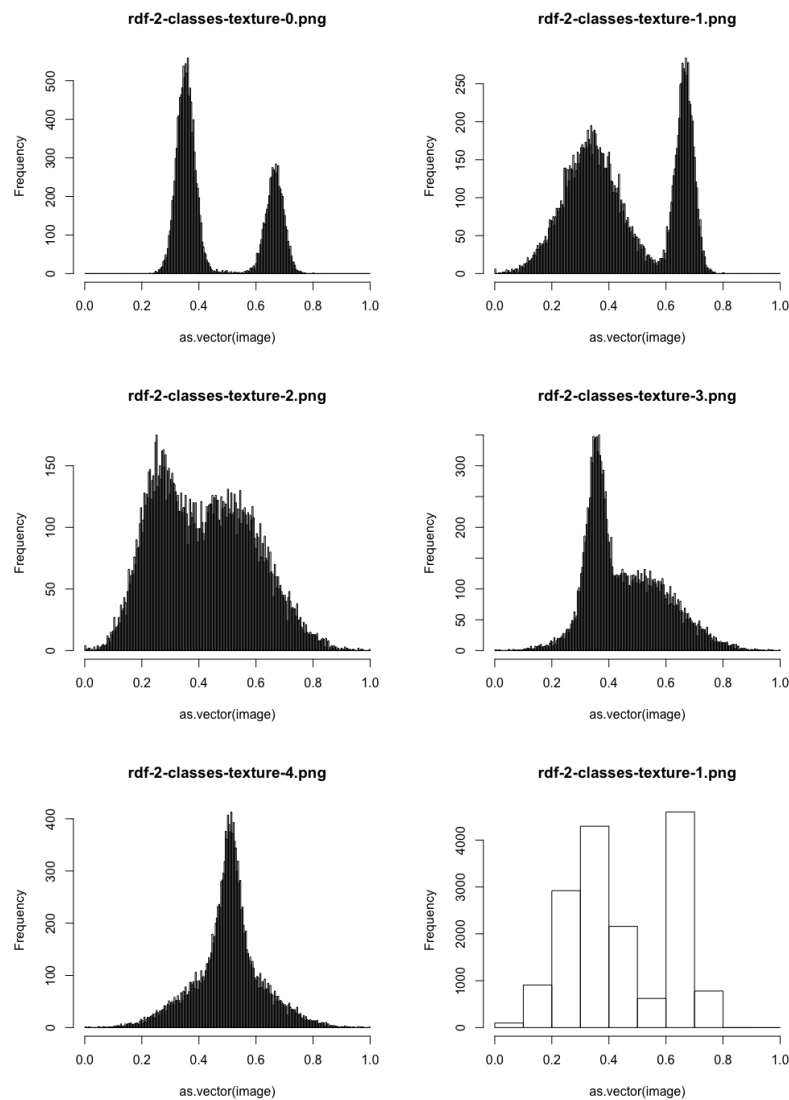 rdf-2-classes-texture-0.png
Frequency
0 100 200 300 400 500
0.0 0.2 0.4 0.6 0.8 1.0
as.vector(image)
rdf-2-classes-texture-1.png
Frequency
0 50 100 150 200 250
0.0 0.2 0.4 0.6 0.8 1.0
as.vector(image)
rdf-2-classes-texture-2.png
Frequency
0 50 100 150
0.0 0.2 0.4 0.6 0.8 1.0
as.vector(image)
rdf-2-classes-texture-3.png
Frequency
0 50 100 200 300
0.0 0.2 0.4 0.6 0.8 1.0
as.vector(image)
rdf-2-classes-texture-4.png
Frequency
0 100 200 300 400
0.0 0.2 0.4 0.6 0.8 1.0
as.vector(image)
rdf-2-classes-texture-1.png
Frequency
0 1000 2000 3000 4000
0.0 0.2 0.4 0.6 0.8 1.0
as.vector(image)